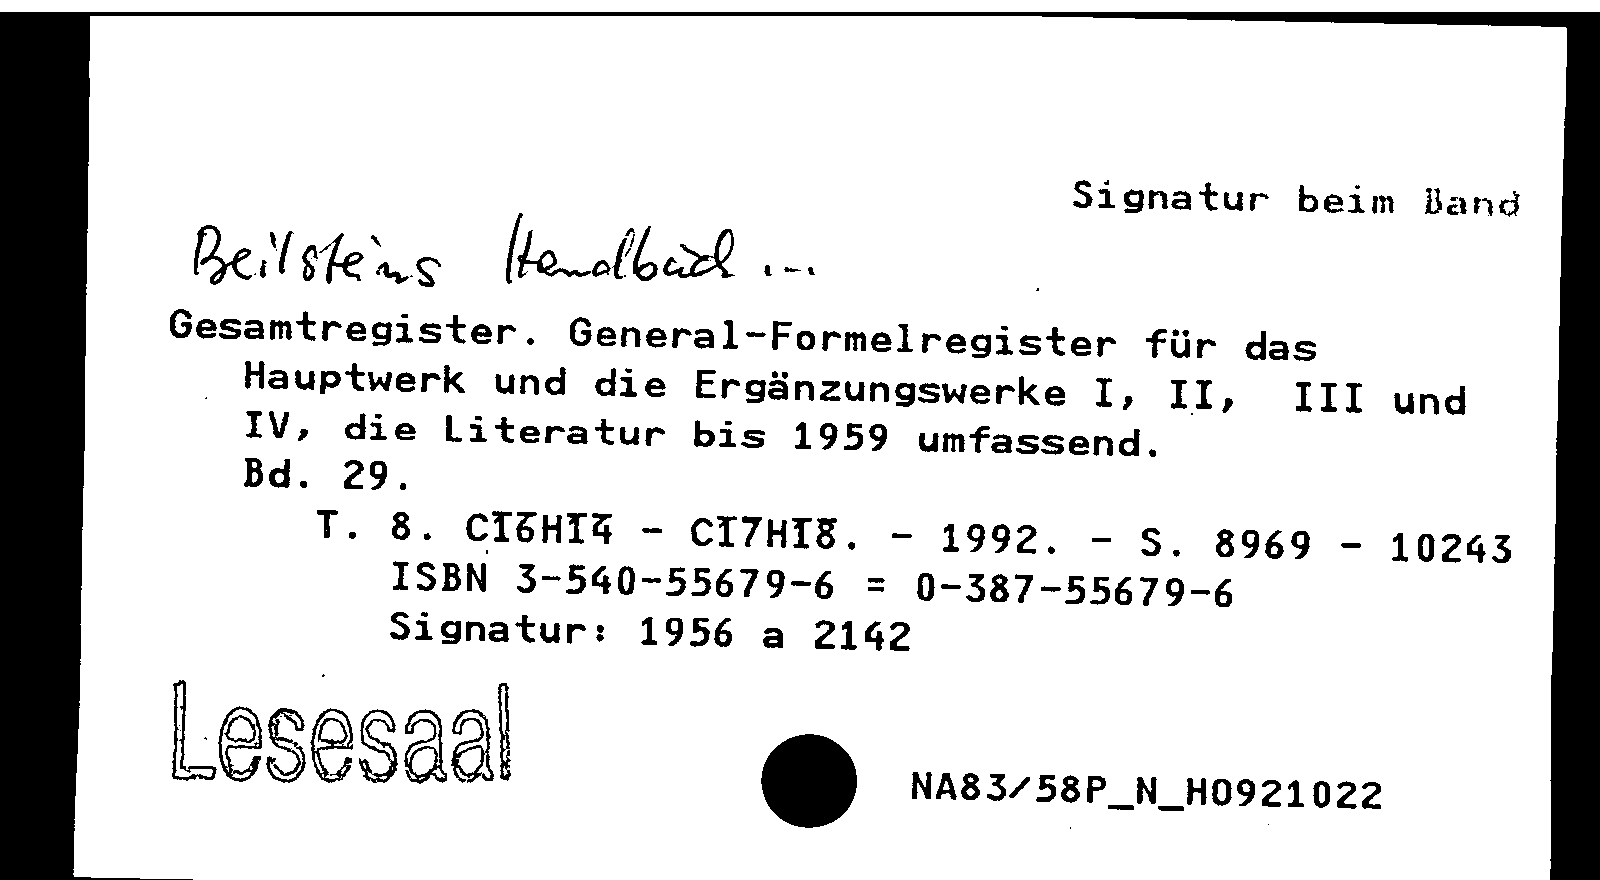 Signatur beim Band
Beilsteins Handbuch ...
Gesamtregister. General-Formelregister für das
Hauptwerk und die Ergänzungswerke I, II, III und
IV, die Literatur bis 1959 umfassend.
Bd. 29.
T. 8. C16H14 - C17H18. - 1992. - S. 8969 - 10243
ISBN 3-540-55679-6 = 0-387-55679-6
Signatur: 1956 a 2142
Lesesaal
NA83/58P_N_H0921022